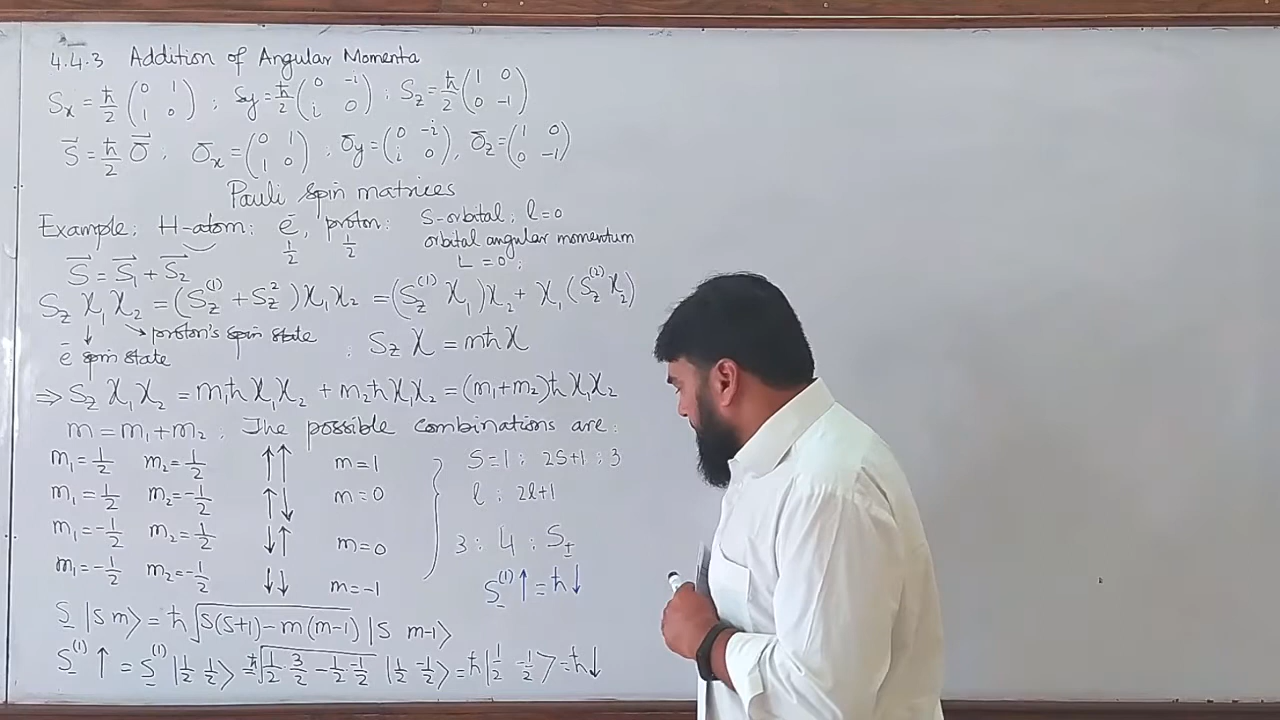 4.4.3 Addition of Angular Momenta
Sx = ħ/2 (0 1; 1 0) ; Sy = ħ/2 (0 -i; i 0) ; Sz = ħ/2 (1 0; 0 -1)
S⃗ = ħ/2 σ⃗ ; σx = (0 1; 1 0) ; σy = (0 -i; i 0), σz = (1 0; 0 -1)
Pauli spin matrices
Example: H-atom: e⁻, proton: S-orbital; l=0
1/2 1/2 orbital angular momentum
L = 0 ;
S⃗ = S⃗1 + S⃗2
Sz χ1 χ2 = (Sz^(1) + Sz^2) χ1 χ2 = (Sz^(1) χ1) χ2 + χ1 (Sz^(2) χ2)
↓ ↘ proton's spin state
e⁻ spin state ; Sz χ = mħ χ
⇒ Sz χ1 χ2 = m1ħ χ1 χ2 + m2ħ χ1 χ2 = (m1+m2)ħ χ1 χ2
m = m1 + m2 : The possible combinations are:
m1 = 1/2 m2 = 1/2 ↑↑ m=1 S=1 : 2S+1 : 3
m1 = 1/2 m2 = -1/2 ↑↓ m=0 l : 2l+1
m1 = -1/2 m2 = 1/2 ↓↑ m=0 3 : 4 : S±
m1 = -1/2 m2 = -1/2 ↓↓ m=-1 S-^(1) ↑ = ħ ↓
S- |s m⟩ = ħ √(s(s+1) - m(m-1)) |s m-1⟩
S-^(1) ↑ = S-^(1) |1/2 1/2⟩ = ħ √(1/2 · 3/2 - 1/2 · -1/2) |1/2 -1/2⟩ = ħ |1/2 -1/2⟩ = ħ ↓